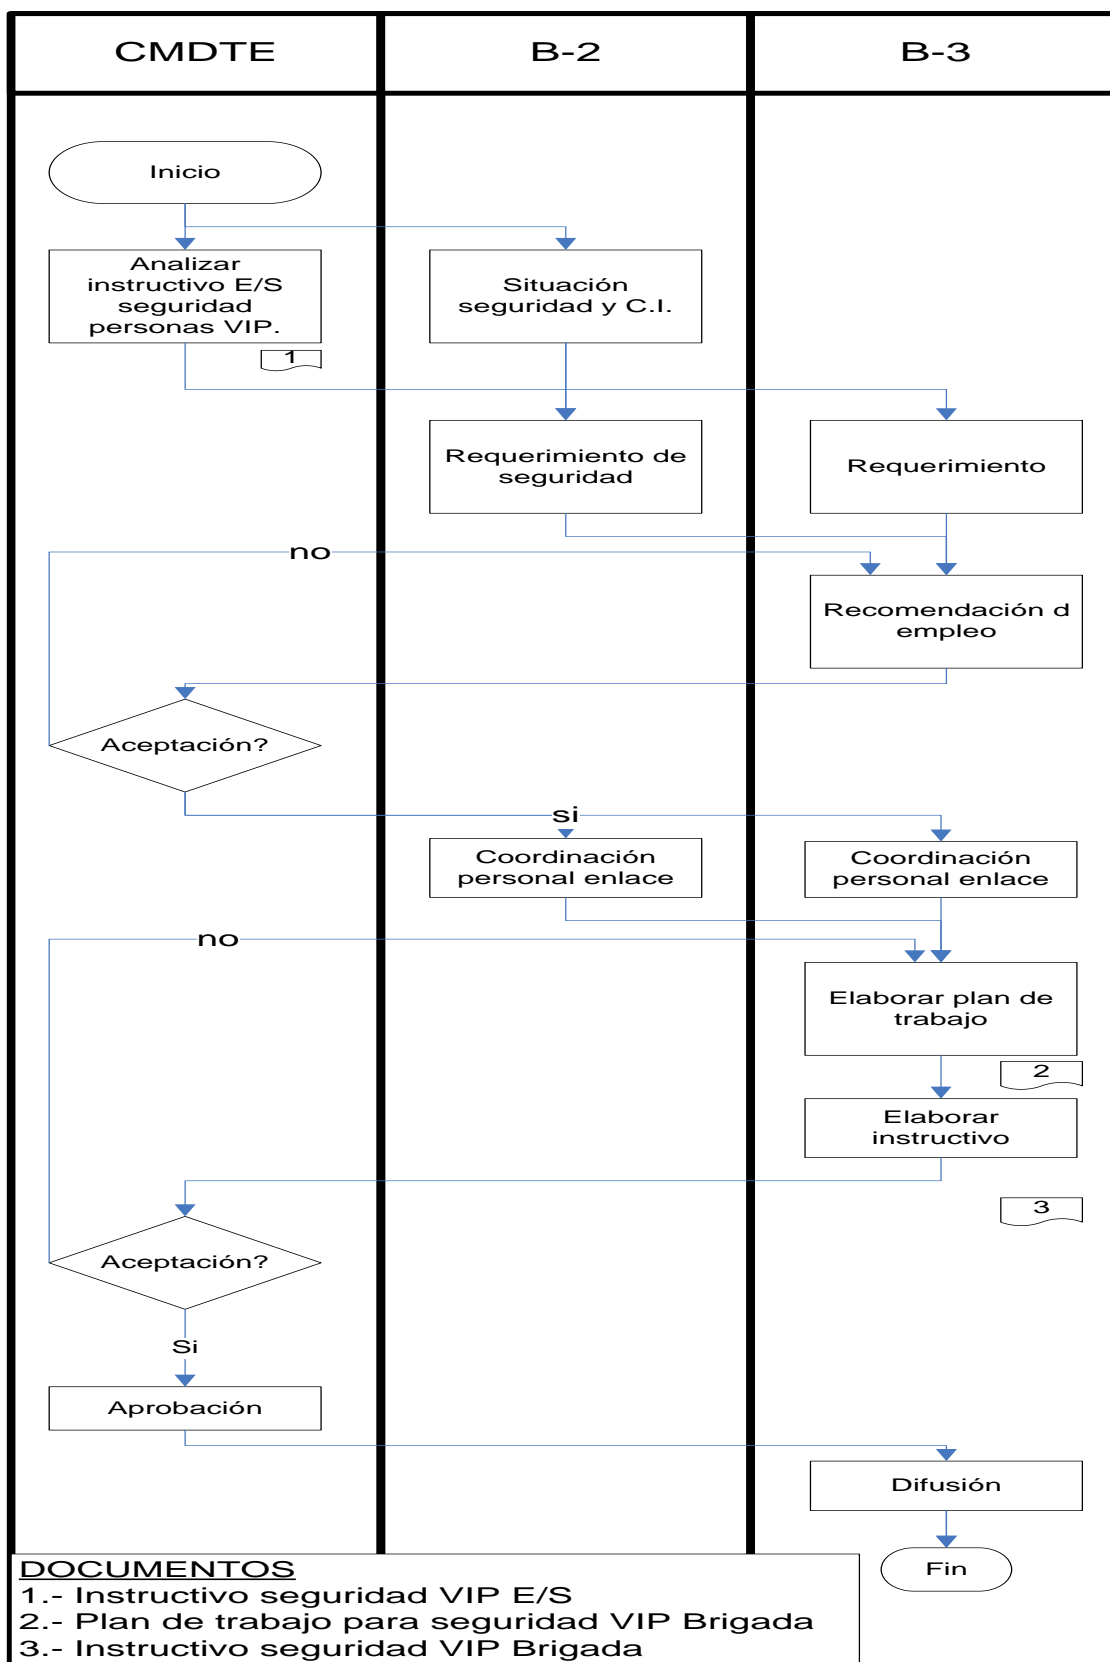 CMDTE
B-2
B-3
Inicio
Analizar
instructivo E/S
seguridad
personas VIP.
Situación
seguridad y C.I.
1
Requerimiento de
seguridad
Requerimiento
no
Recomendación d
empleo
Aceptación?
si
Coordinación
personal enlace
Coordinación
personal enlace
no
Elaborar plan de
trabajo
2
Elaborar
instructivo
3
Aceptación?
Si
Aprobación
Difusión
Fin
DOCUMENTOS
1.- Instructivo seguridad VIP E/S
2.- Plan de trabajo para seguridad VIP Brigada
3.- Instructivo seguridad VIP Brigada